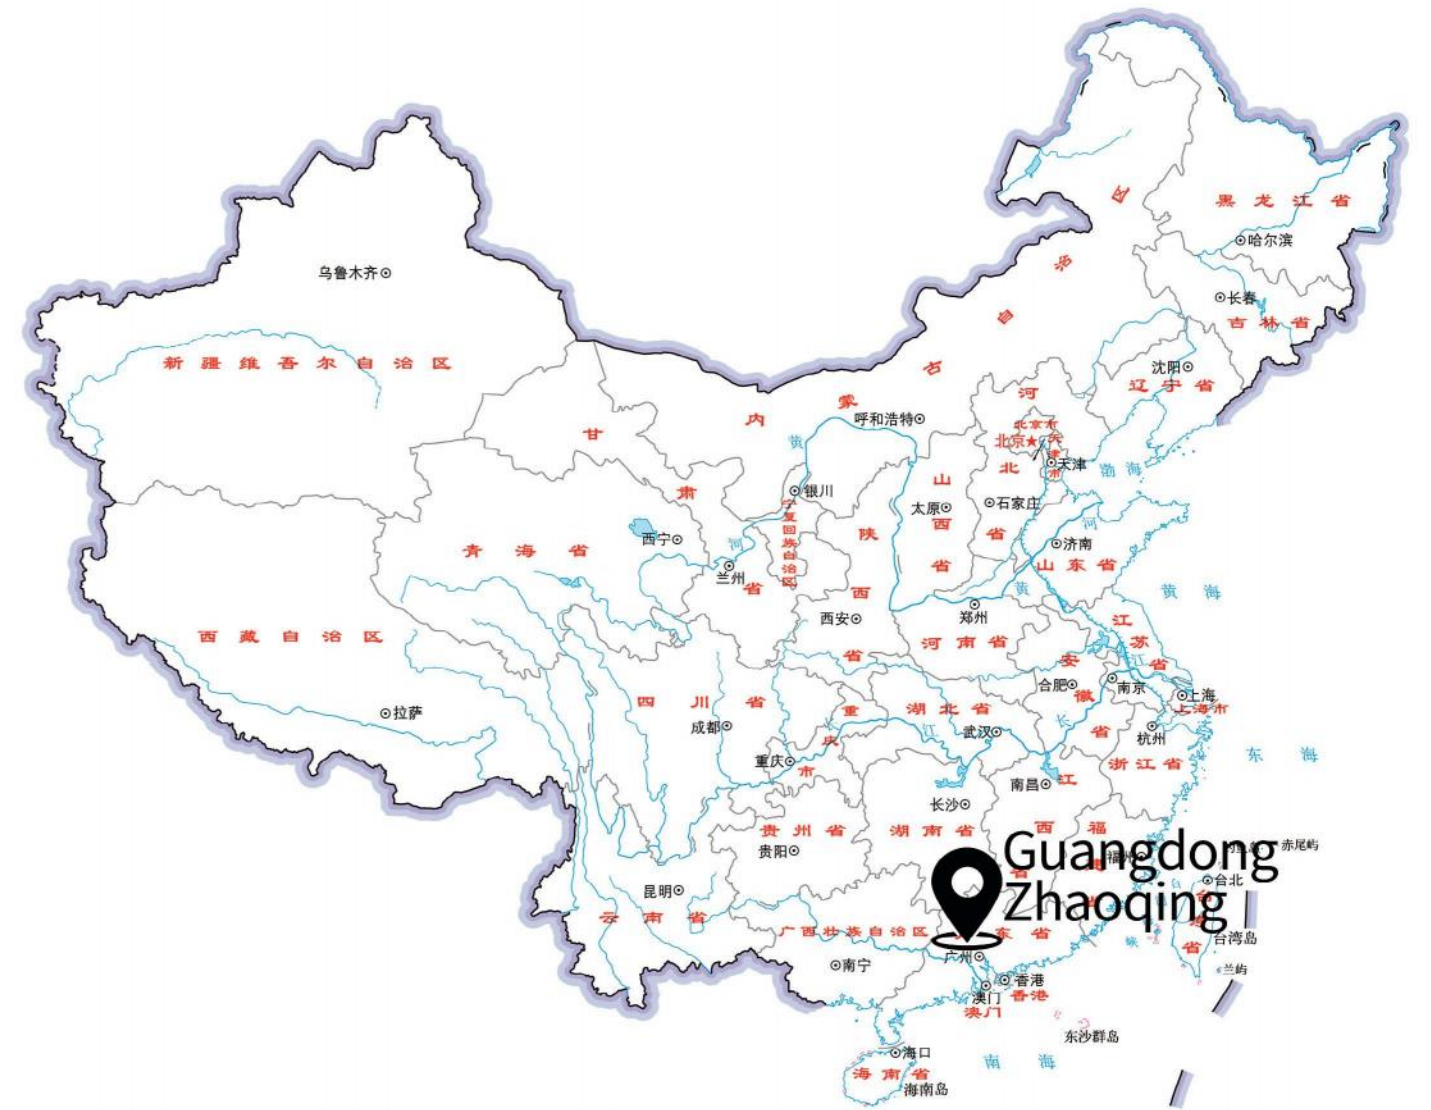 黑龙江省
哈尔滨
长春
吉林省
沈阳
辽宁省
内蒙古自治区
呼和浩特
乌鲁木齐
新疆维吾尔自治区
甘肃省
河北省
北京市
北京
天津市
天津
渤海
石家庄
山西省
太原
陕西省
西安
银川
宁夏回族自治区
黄河
西宁
青海省
兰州
济南
山东省
黄海
郑州
河南省
江苏省
南京
安徽省
合肥
上海
上海市
西藏自治区
拉萨
四川省
成都
重庆市
重庆
湖北省
武汉
长江
杭州
浙江省
东海
南昌
江西省
长沙
湖南省
贵州省
贵阳
福
福州
Guangdong
Zhaoqing
赤尾屿
台北
台湾岛
兰屿
昆明
云南省
广西壮族自治区
南宁
东省
广州
香港
香港
澳门
澳门
东沙群岛
南海
海口
海南省
海南岛